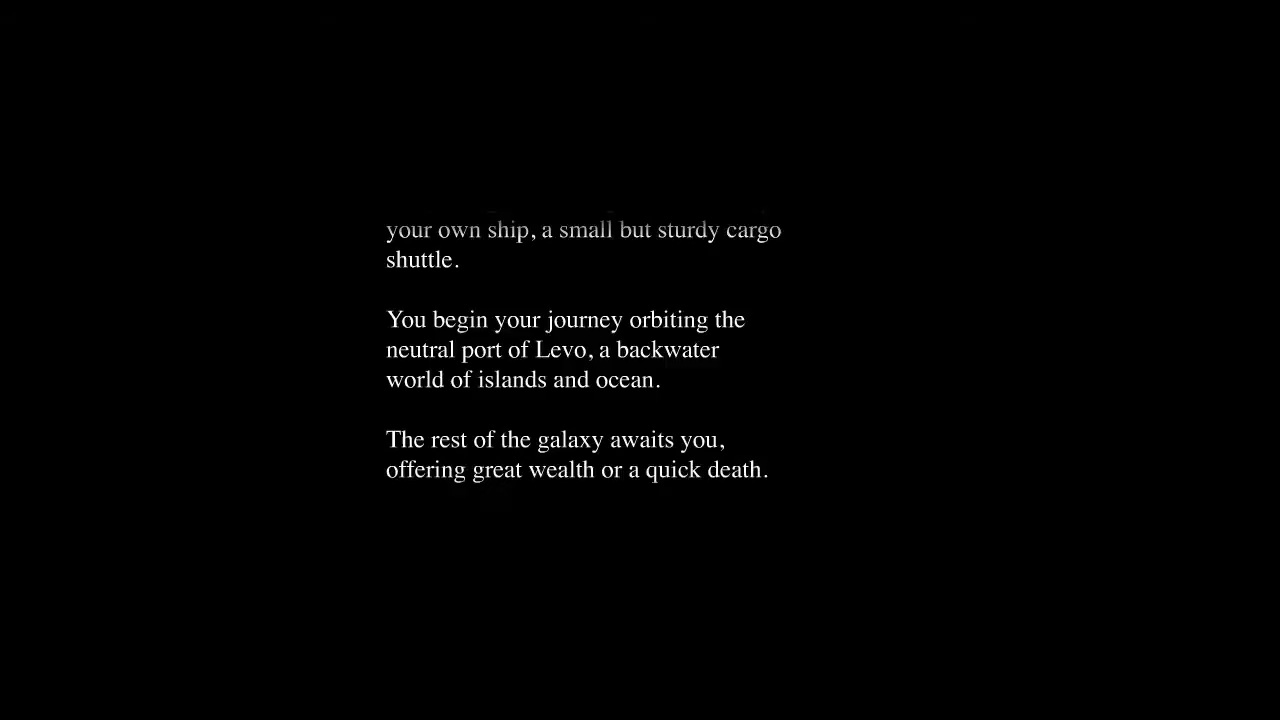 your own ship, a small but sturdy cargo
shuttle.
You begin your journey orbiting the
neutral port of Levo, a backwater
world of islands and ocean.
The rest of the galaxy awaits you,
offering great wealth or a quick death.